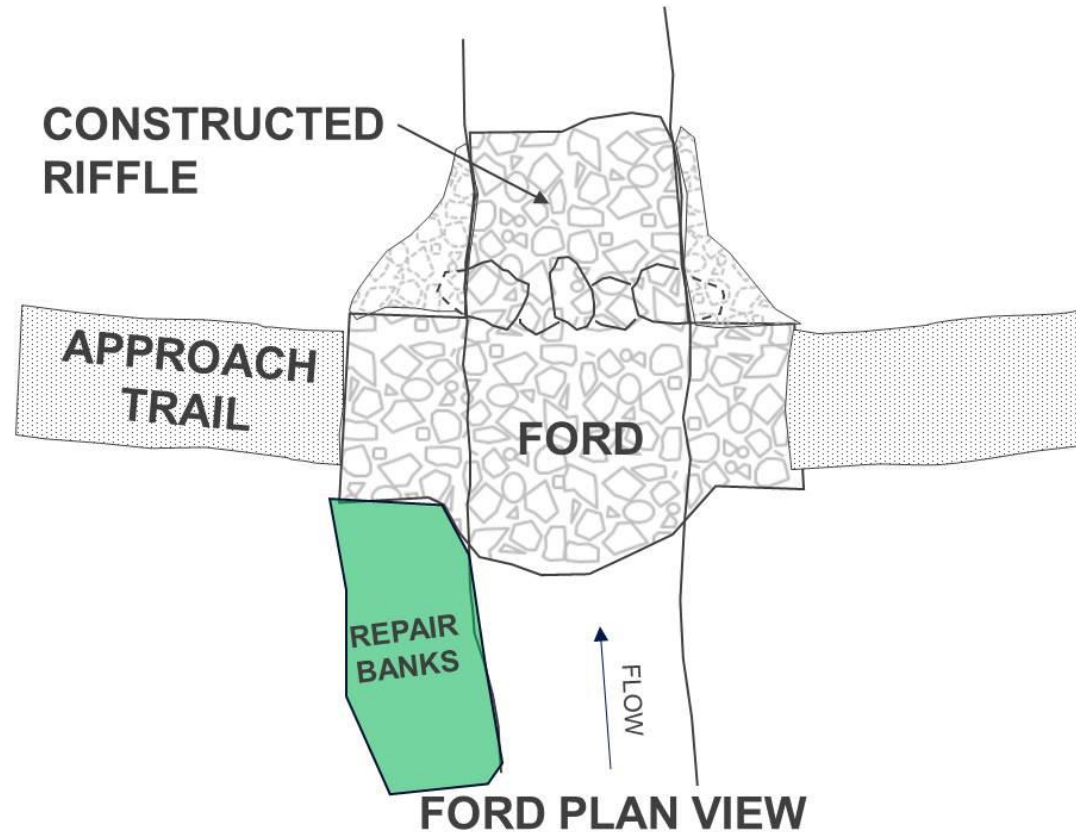 CONSTRUCTED
RIFFLE
APPROACH
TRAIL
FORD
REPAIR
BANKS
FLOW
FORD PLAN VIEW